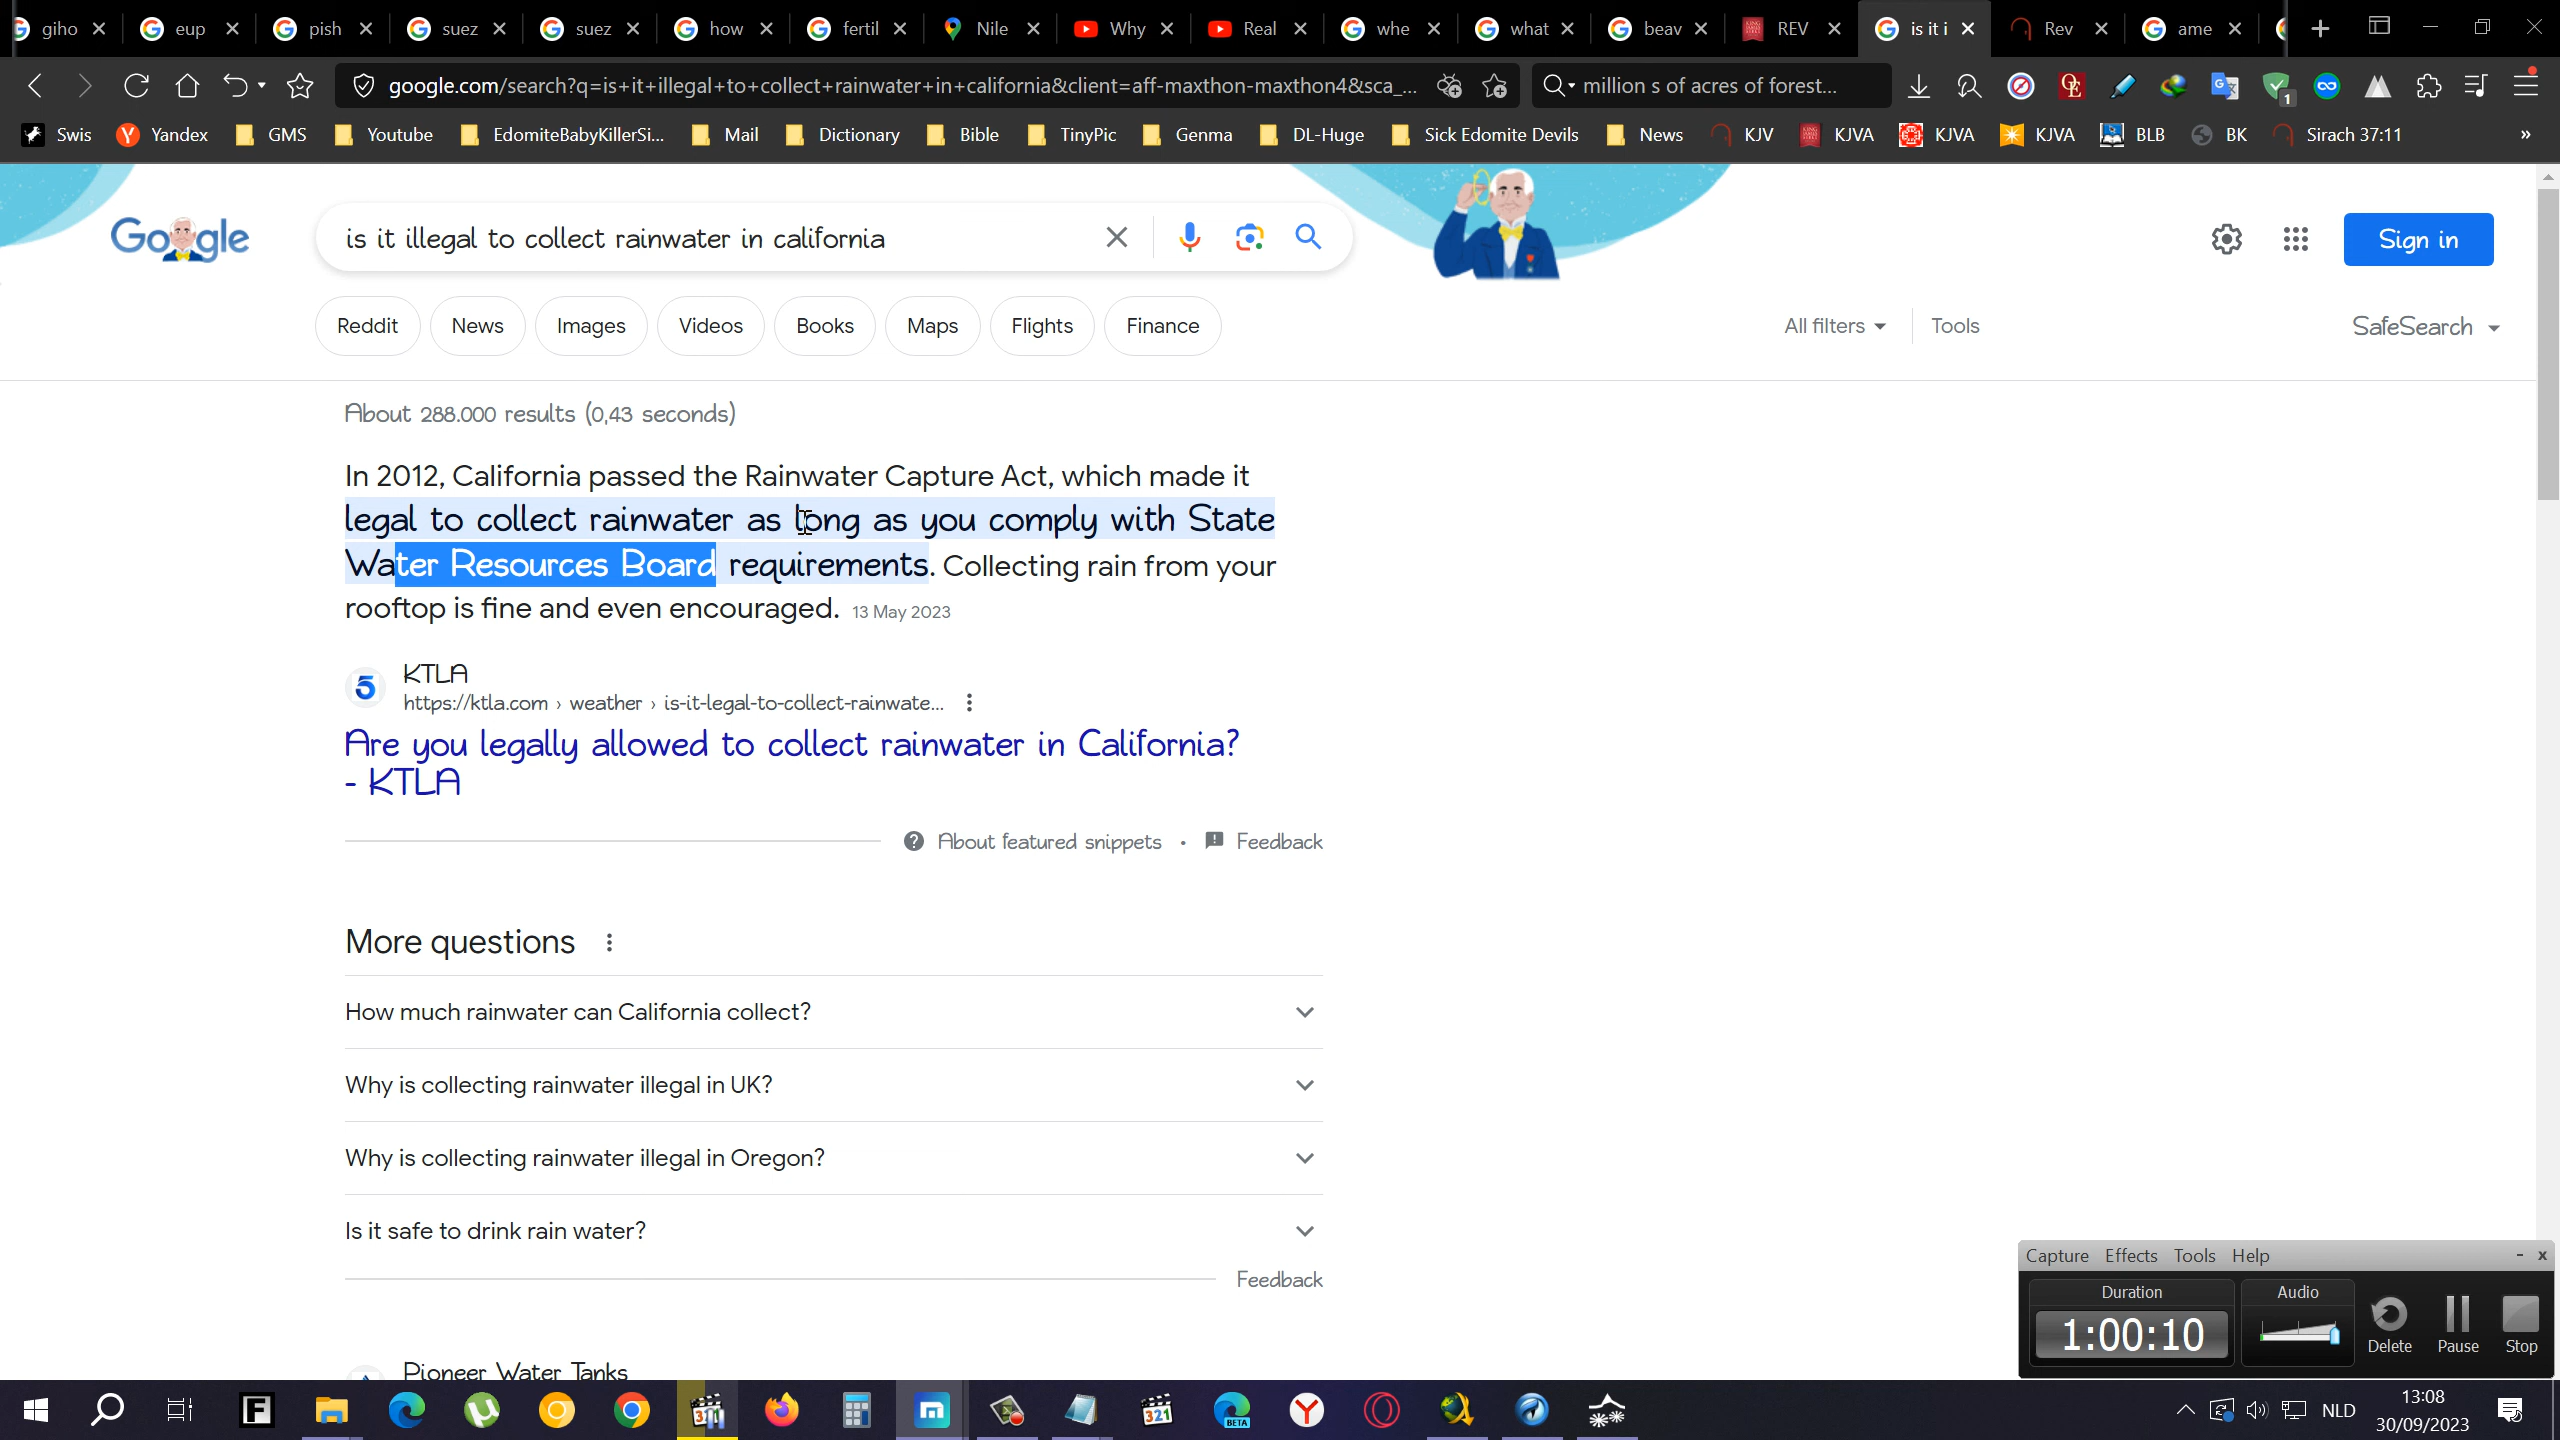 giho
eup
pish
suez
suez
how
fertil
Nile
Why
Real
whe
what
beav
REV
is it i
Rev
ame
google.com/search?q=is+it+illegal+to+collect+rainwater+in+california&client=aff-maxthon-maxthon4&sca_...
million s of acres of forest...
1
Swis
Yandex
GMS
Youtube
EdomiteBabyKillerSi...
Mail
Dictionary
Bible
TinyPic
Genma
DL-Huge
Sick Edomite Devils
News
KJV
KJVA
KJVA
KJVA
BLB
BK
Sirach 37:11
»
Google
is it illegal to collect rainwater in california
Sign in
Reddit
News
Images
Videos
Books
Maps
Flights
Finance
All filters
Tools
SafeSearch
About 288.000 results (0,43 seconds)
In 2012, California passed the Rainwater Capture Act, which made it
legal to collect rainwater as long as you comply with State
Water Resources Board requirements. Collecting rain from your
rooftop is fine and even encouraged. 13 May 2023
5
KTLA
https://ktla.com › weather › is-it-legal-to-collect-rainwate...
Are you legally allowed to collect rainwater in California?
- KTLA
About featured snippets • Feedback
More questions
How much rainwater can California collect?
Why is collecting rainwater illegal in UK?
Why is collecting rainwater illegal in Oregon?
Is it safe to drink rain water?
Feedback
Pioneer Water Tanks
Capture Effects Tools Help - x
Duration
Audio
1:00:10
Delete
Pause
Stop
F
321
BETA
NLD
13:08
30/09/2023